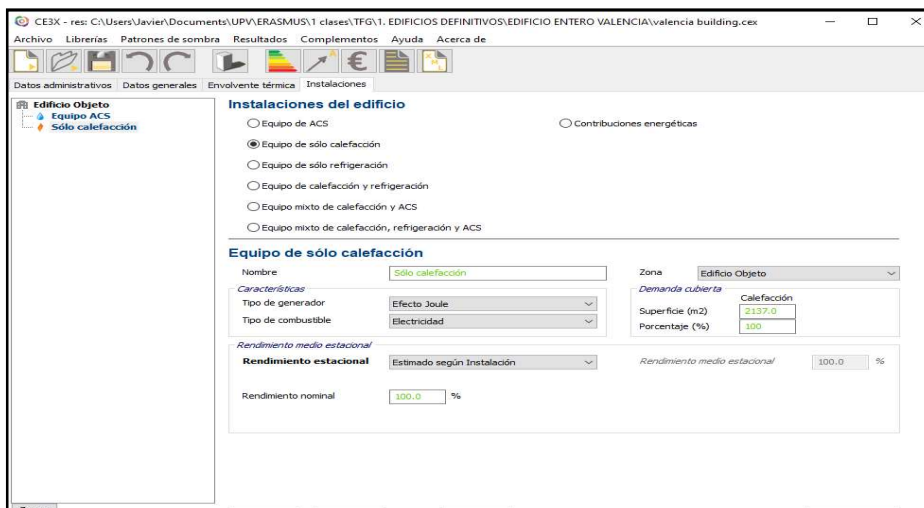 CE3X - res: C:\Users\Javier\Documents\UPV\ERASMUS\1 clases\TFG\1. EDIFICIOS DEFINITIVOS\EDIFICIO ENTERO VALENCIA\valencia building.cex
Archivo Librerías Patrones de sombra Resultados Complementos Ayuda Acerca de
Datos administrativos Datos generales Envolvente térmica Instalaciones
Edificio Objeto
Equipo ACS
Sólo calefacción
Instalaciones del edificio
Equipo de ACS
Contribuciones energéticas
Equipo de sólo calefacción
Equipo de sólo refrigeración
Equipo de calefacción y refrigeración
Equipo mixto de calefacción y ACS
Equipo mixto de calefacción, refrigeración y ACS
Equipo de sólo calefacción
Nombre Sólo calefacción Zona Edificio Objeto
Características
Tipo de generador Efecto Joule
Tipo de combustible Electricidad
Demanda cubierta
Calefacción
Superficie (m2) 2137.0
Porcentaje (%) 100
Rendimiento medio estacional
Rendimiento estacional Estimado según Instalación Rendimiento medio estacional 100.0 %
Rendimiento nominal 100.0 %